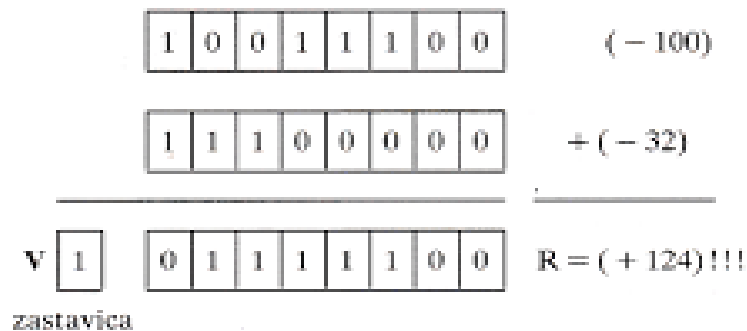 1 0 0 1 1 1 0 0 (− 100)
1 1 1 0 0 0 0 0 + (− 32)
V 1 0 1 1 1 1 1 0 0 R = (+ 124) !!!
zastavica